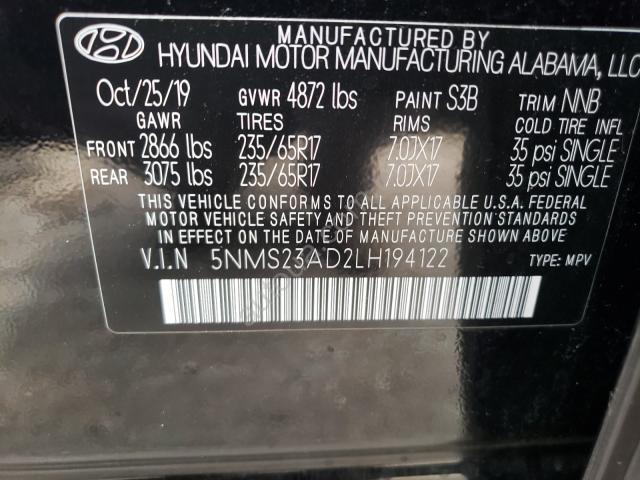 MANUFACTURED BY
HYUNDAI MOTOR MANUFACTURING ALABAMA, LLC
Oct/25/19 GVWR 4872 lbs PAINT S3B TRIM NNB
GAWR TIRES RIMS COLD TIRE INFL
FRONT 2866 lbs 235/65R17 7.0JX17 35 psi SINGLE
REAR 3075 lbs 235/65R17 7.0JX17 35 psi SINGLE
THIS VEHICLE CONFORMS TO ALL APPLICABLE U.S.A. FEDERAL
MOTOR VEHICLE SAFETY AND THEFT PREVENTION STANDARDS
IN EFFECT ON THE DATE OF MANUFACTURE SHOWN ABOVE.
V.I.N 5NMS23AD2LH194122 TYPE: MPV